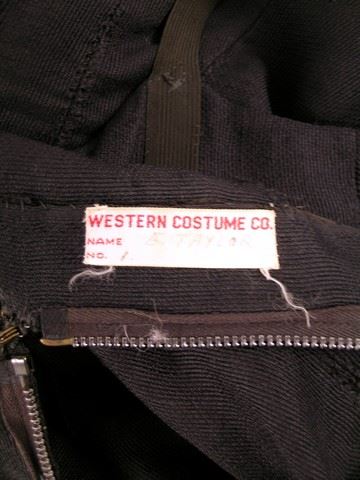 WESTERN COSTUME CO.
NAME E. TAYLOR
NO. 1.